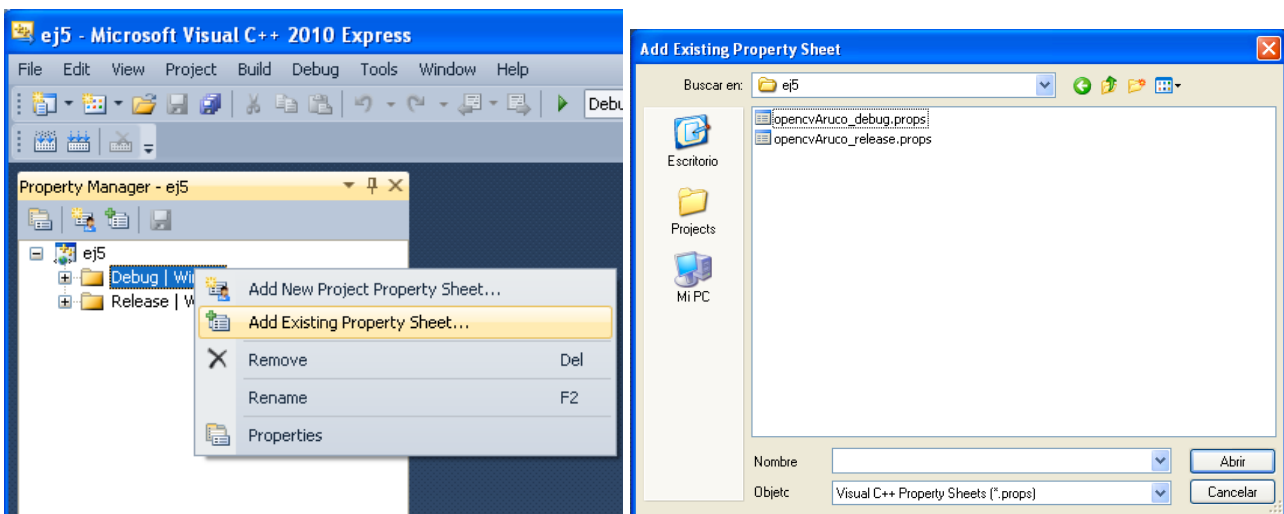 ej5 - Microsoft Visual C++ 2010 Express
File Edit View Project Build Debug Tools Window Help
Property Manager - ej5
ej5
Debug |
Release |
Add New Project Property Sheet...
Add Existing Property Sheet...
Remove Del
Rename F2
Properties
Add Existing Property Sheet
Buscar en: ej5
opencvAruco_debug.props
opencvAruco_release.props
Escritorio
Projects
Mi PC
Nombre
Abrir
Objetc
Visual C++ Property Sheets (*.props)
Cancelar